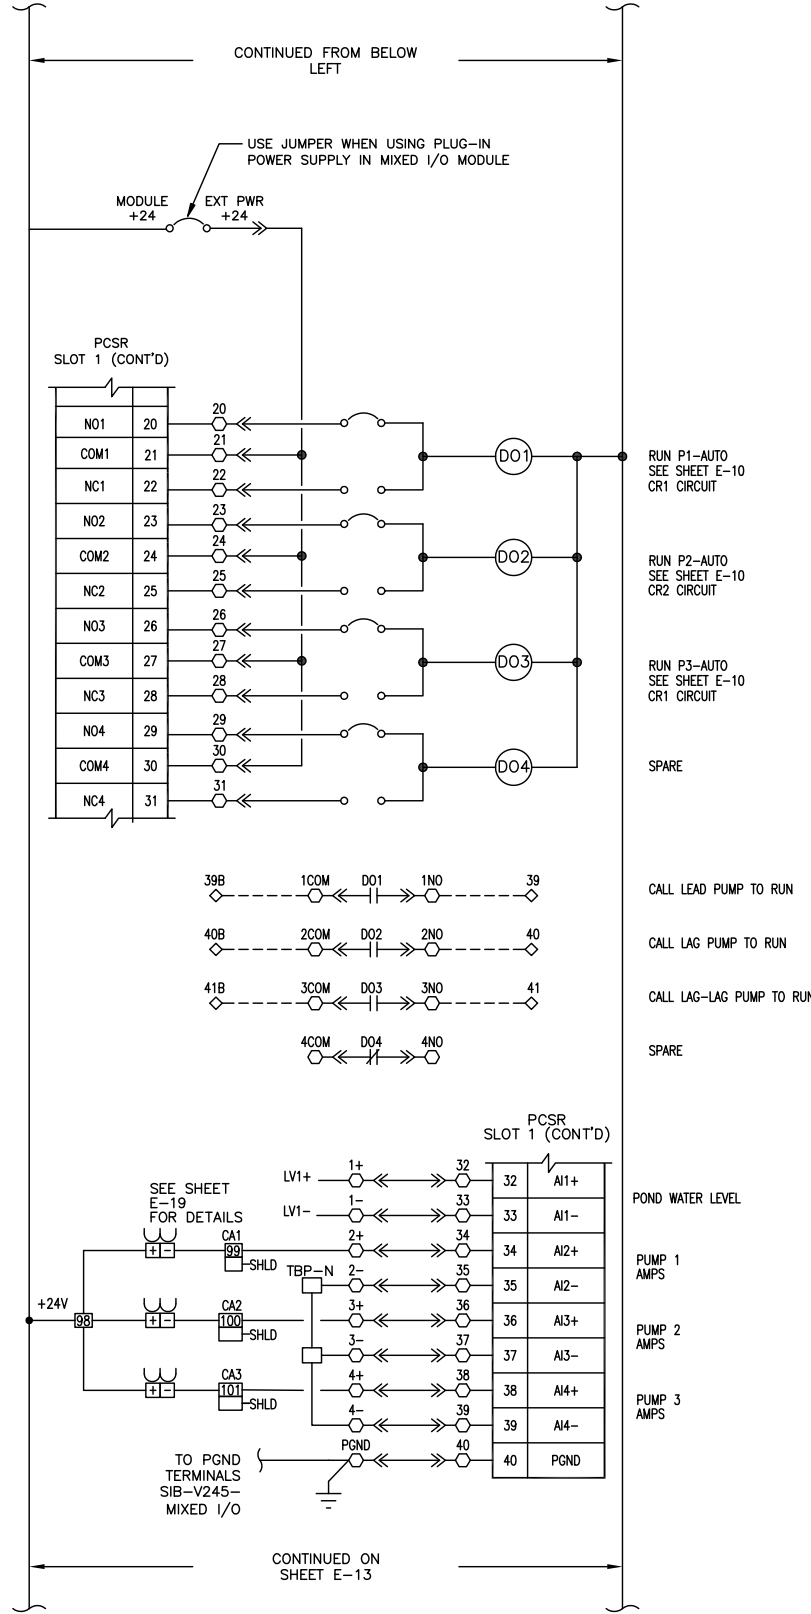 CONTINUED FROM BELOW
LEFT
USE JUMPER WHEN USING PLUG-IN
POWER SUPPLY IN MIXED I/O MODULE
MODULE
+24
EXT PWR
+24
PCSR
SLOT 1 (CONT'D)
NO1 20 20
COM1 21 21
NC1 22 22
NO2 23 23
COM2 24 24
NC2 25 25
NO3 26 26
COM3 27 27
NC3 28 28
NO4 29 29
COM4 30 30
NC4 31 31
DO1
RUN P1-AUTO
SEE SHEET E-10
CR1 CIRCUIT
DO2
RUN P2-AUTO
SEE SHEET E-10
CR2 CIRCUIT
DO3
RUN P3-AUTO
SEE SHEET E-10
CR1 CIRCUIT
DO4
SPARE
39B 1COM DO1 1NO 39
CALL LEAD PUMP TO RUN
40B 2COM DO2 2NO 40
CALL LAG PUMP TO RUN
41B 3COM DO3 3NO 41
CALL LAG-LAG PUMP TO RUN
4COM DO4 4NO
SPARE
PCSR
SLOT 1 (CONT'D)
LV1+ 1+ 32 32 AI1+
LV1- 1- 33 33 AI1-
POND WATER LEVEL
SEE SHEET
E-19
FOR DETAILS
+ - CA1 99 SHLD
2+ 34 34 AI2+
TBP-N 2- 35 35 AI2-
PUMP 1
AMPS
+24V 98
+ - CA2 100 SHLD
3+ 36 36 AI3+
3- 37 37 AI3-
PUMP 2
AMPS
+ - CA3 101 SHLD
4+ 38 38 AI4+
4- 39 39 AI4-
PUMP 3
AMPS
PGND 40 40 PGND
TO PGND
TERMINALS
SIB-V245-
MIXED I/O
CONTINUED ON
SHEET E-13